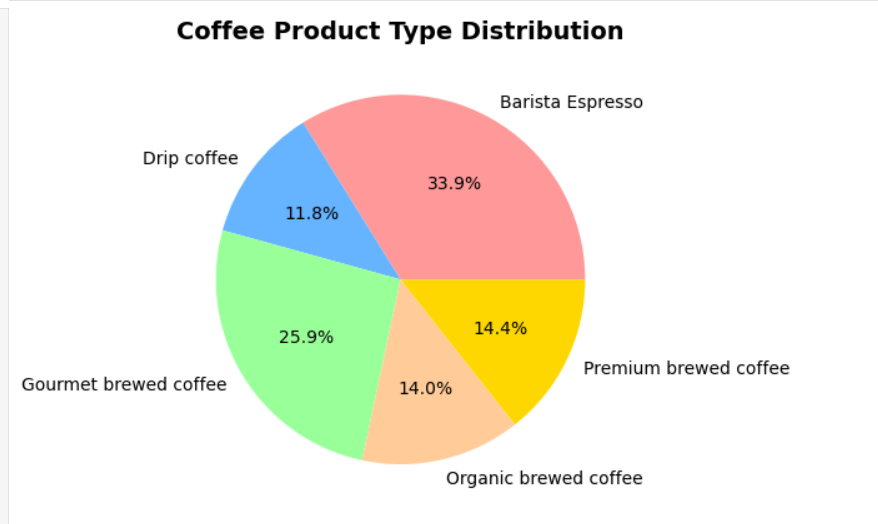 Coffee Product Type Distribution
Barista Espresso
33.9%
Drip coffee
11.8%
Gourmet brewed coffee
25.9%
Organic brewed coffee
14.0%
Premium brewed coffee
14.4%